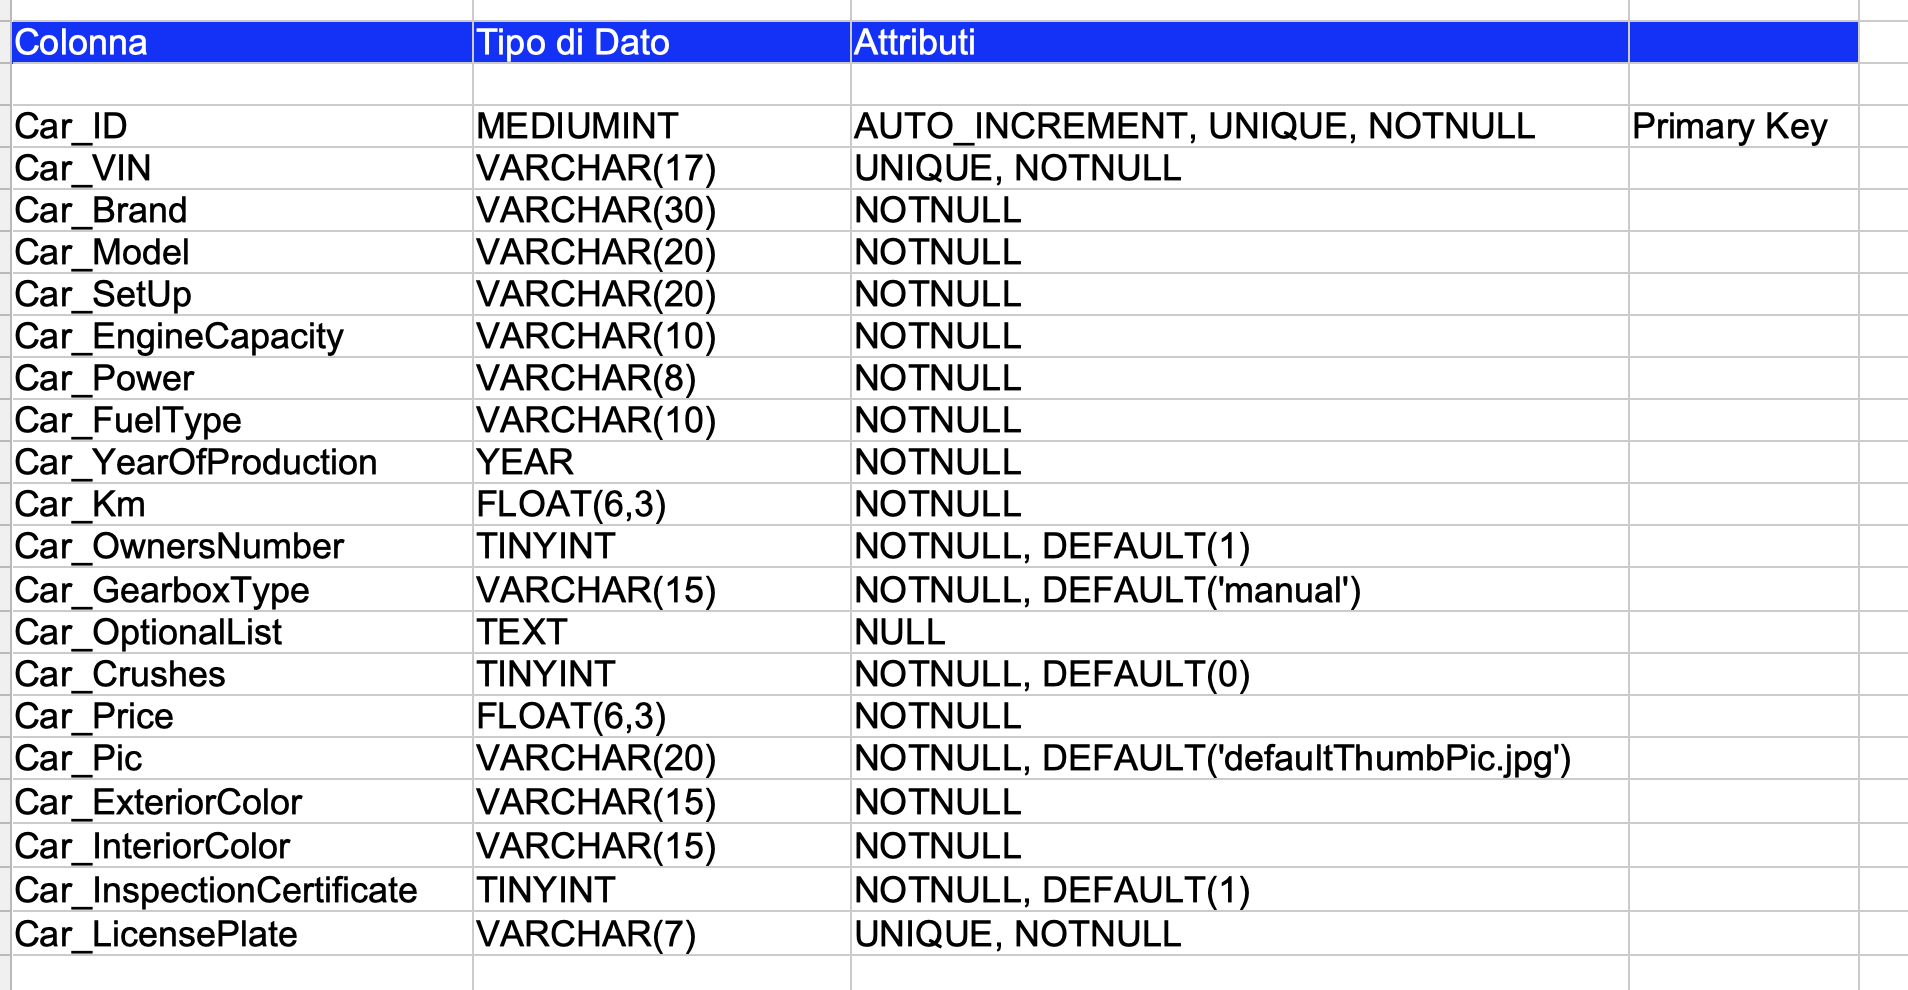 Colonna Tipo di Dato Attributi
Car_ID MEDIUMINT AUTO_INCREMENT, UNIQUE, NOTNULL Primary Key
Car_VIN VARCHAR(17) UNIQUE, NOTNULL
Car_Brand VARCHAR(30) NOTNULL
Car_Model VARCHAR(20) NOTNULL
Car_SetUp VARCHAR(20) NOTNULL
Car_EngineCapacity VARCHAR(10) NOTNULL
Car_Power VARCHAR(8) NOTNULL
Car_FuelType VARCHAR(10) NOTNULL
Car_YearOfProduction YEAR NOTNULL
Car_Km FLOAT(6,3) NOTNULL
Car_OwnersNumber TINYINT NOTNULL, DEFAULT(1)
Car_GearboxType VARCHAR(15) NOTNULL, DEFAULT('manual')
Car_OptionalList TEXT NULL
Car_Crushes TINYINT NOTNULL, DEFAULT(0)
Car_Price FLOAT(6,3) NOTNULL
Car_Pic VARCHAR(20) NOTNULL, DEFAULT('defaultThumbPic.jpg')
Car_ExteriorColor VARCHAR(15) NOTNULL
Car_InteriorColor VARCHAR(15) NOTNULL
Car_InspectionCertificate TINYINT NOTNULL, DEFAULT(1)
Car_LicensePlate VARCHAR(7) UNIQUE, NOTNULL